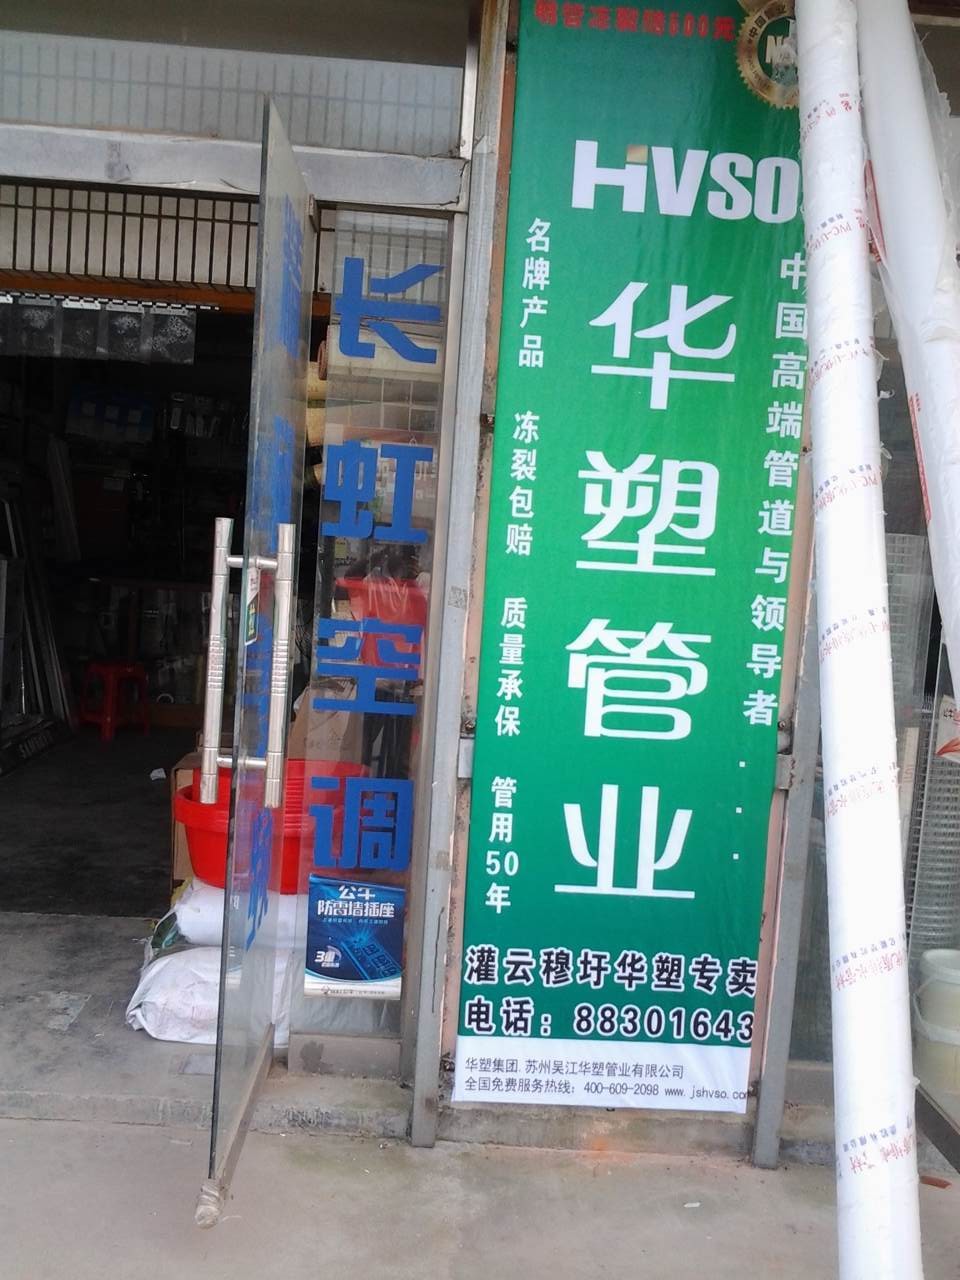 HVSO
中国高端管道与领导者
华塑管业
名牌产品 冻裂包赔 质量承保 管用50年
灌云穆圩华塑专卖
电话：88301643
华塑集团.苏州吴江华塑管业有限公司
全国免费服务热线：400-609-2098 www.jshvso.com
长虹空调
公牛
防雷墙插座